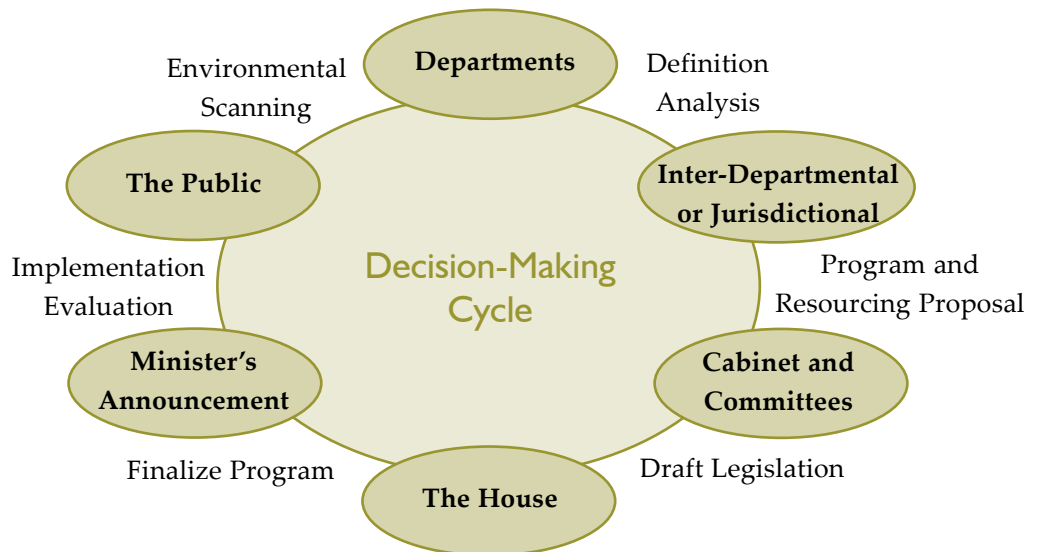 Departments
Definition
Analysis
Inter-Departmental
or Jurisdictional
Program and
Resourcing Proposal
Cabinet and
Committees
Draft Legislation
The House
Finalize Program
Minister’s
Announcement
Implementation
Evaluation
The Public
Environmental
Scanning
Decision-Making
Cycle